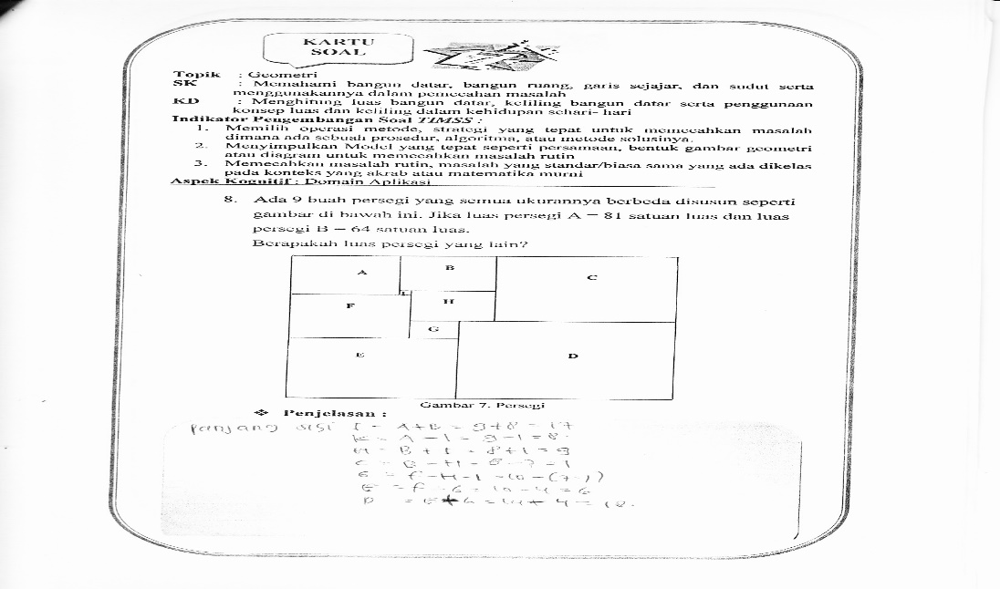 KARTU
SOAL
Topik : Geometri
SK : Memahami bangun datar, bangun ruang, garis sejajar, dan sudut serta
menggunakannya dalam pemecahan masalah
KD : Menghitung luas bangun datar, keliling bangun datar serta penggunaan
konsep luas dan keliling dalam kehidupan sehari- hari
Indikator Pengembangan Soal TIMSS :
1. Memilih operasi metode, strategi yang tepat untuk memecahkan masalah
dimana ada sebuah prosedur, algoritma, atau metode solusinya.
2. Menyimpulkan Model yang tepat seperti persamaan, bentuk gambar geometri
atau diagram untuk memecahkan masalah rutin
3. Memecahkan masalah rutin, masalah yang standar/biasa sama yang ada dikelas
pada konteks yang akrab atau matematika murni
Aspek Kognitif : Domain Aplikasi
8. Ada 9 buah persegi yang semua ukurannya berbeda disusun seperti
gambar di bawah ini. Jika luas persegi A = 81 satuan luas dan luas
persegi B = 64 satuan luas.
Berapakah luas persegi yang lain?
A B C
F H
G
E D
Gambar 7. Persegi
❖ Penjelasan :
Panjang sisi I = A+B = 9+8 = 17
= A - 1 = 9 - 1 = 8
= B + 1 = 8 + 1 = 9
= F - H - 1
= 4 = 6
D